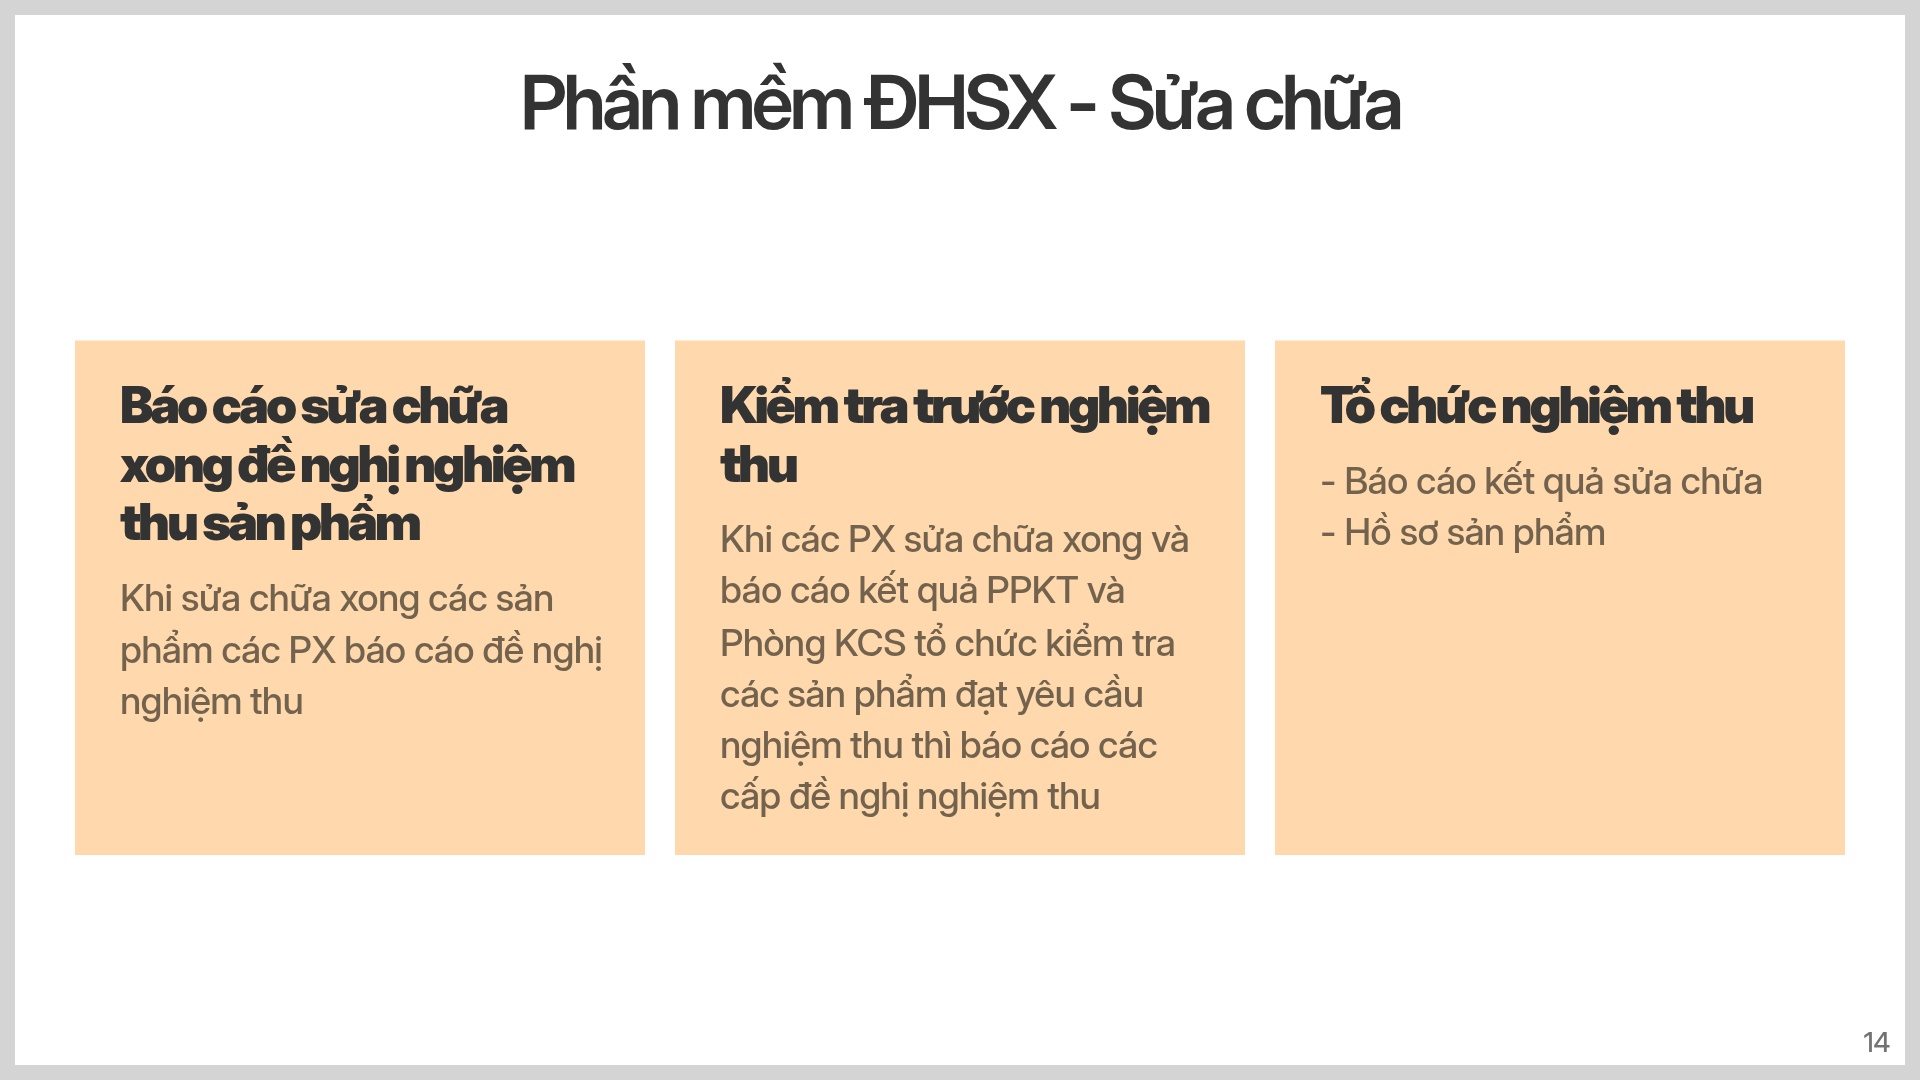 Phần mềm ĐHSX - Sửa chữa
Báo cáo sửa chữa
xong đề nghị nghiệm
thu sản phẩm
Khi sửa chữa xong các sản
phẩm các PX báo cáo đề nghị
nghiệm thu
Kiểm tra trước nghiệm
thu
Khi các PX sửa chữa xong và
báo cáo kết quả PPKT và
Phòng KCS tổ chức kiểm tra
các sản phẩm đạt yêu cầu
nghiệm thu thì báo cáo các
cấp đề nghị nghiệm thu
Tổ chức nghiệm thu
- Báo cáo kết quả sửa chữa
- Hồ sơ sản phẩm
14